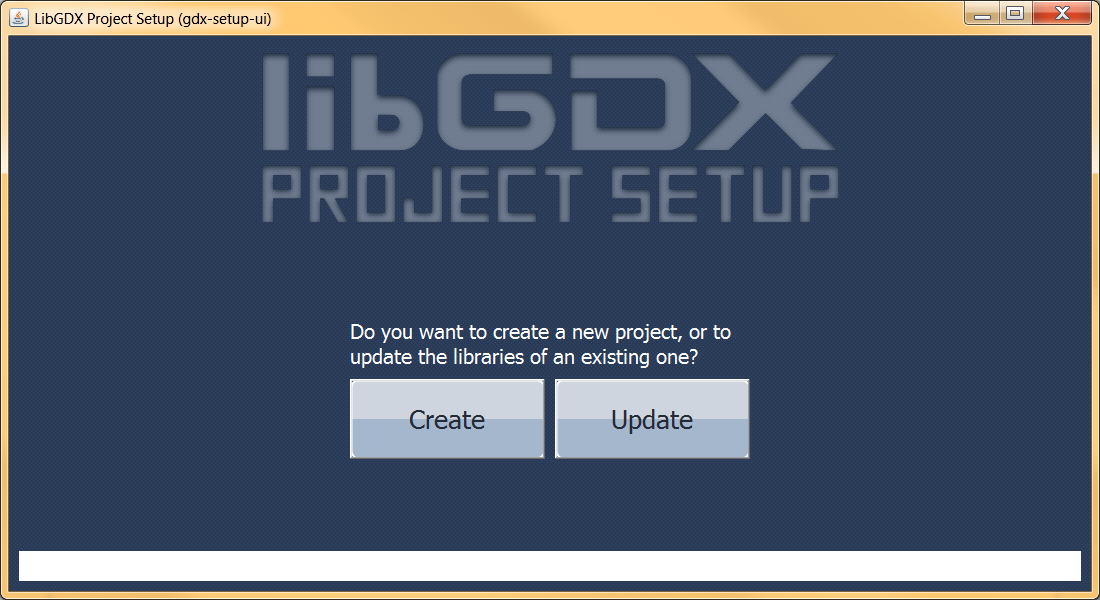 LibGDX Project Setup (gdx-setup-ui)
libGDX
PROJECT SETUP
Do you want to create a new project, or to
update the libraries of an existing one?
Create Update